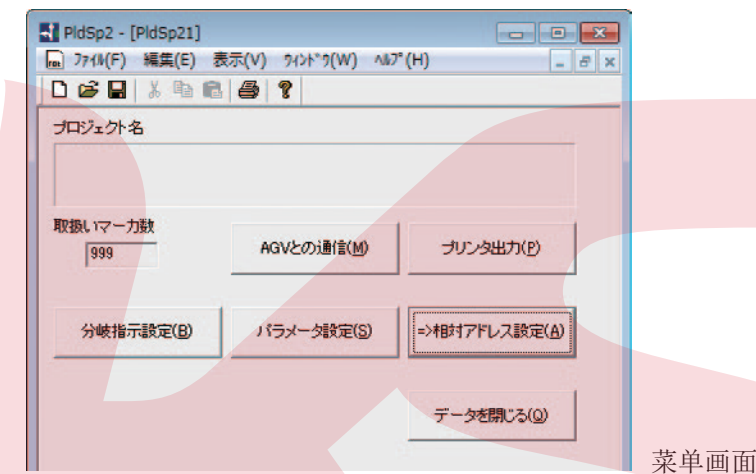 PldSp2 - [PldSp21]
ﾌｧｲﾙ(F) 編集(E) 表示(V) ｳｨﾝﾄﾞｳ(W) ﾍﾙﾌﾟ(H)
プロジェクト名
取扱いマーカ数
999
AGVとの通信(M)
プリンタ出力(P)
分岐指示設定(B)
パラメータ設定(S)
=>相対アドレス設定(A)
データを閉じる(Q)
菜单画面